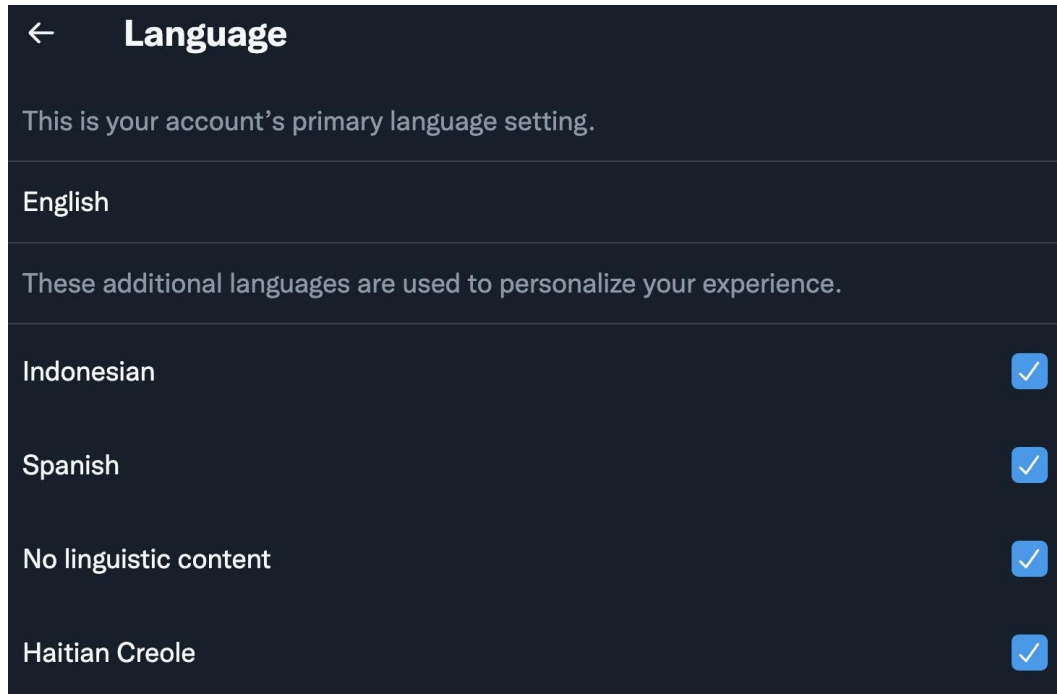 Language
This is your account’s primary language setting.
English
These additional languages are used to personalize your experience.
Indonesian
Spanish
No linguistic content
Haitian Creole